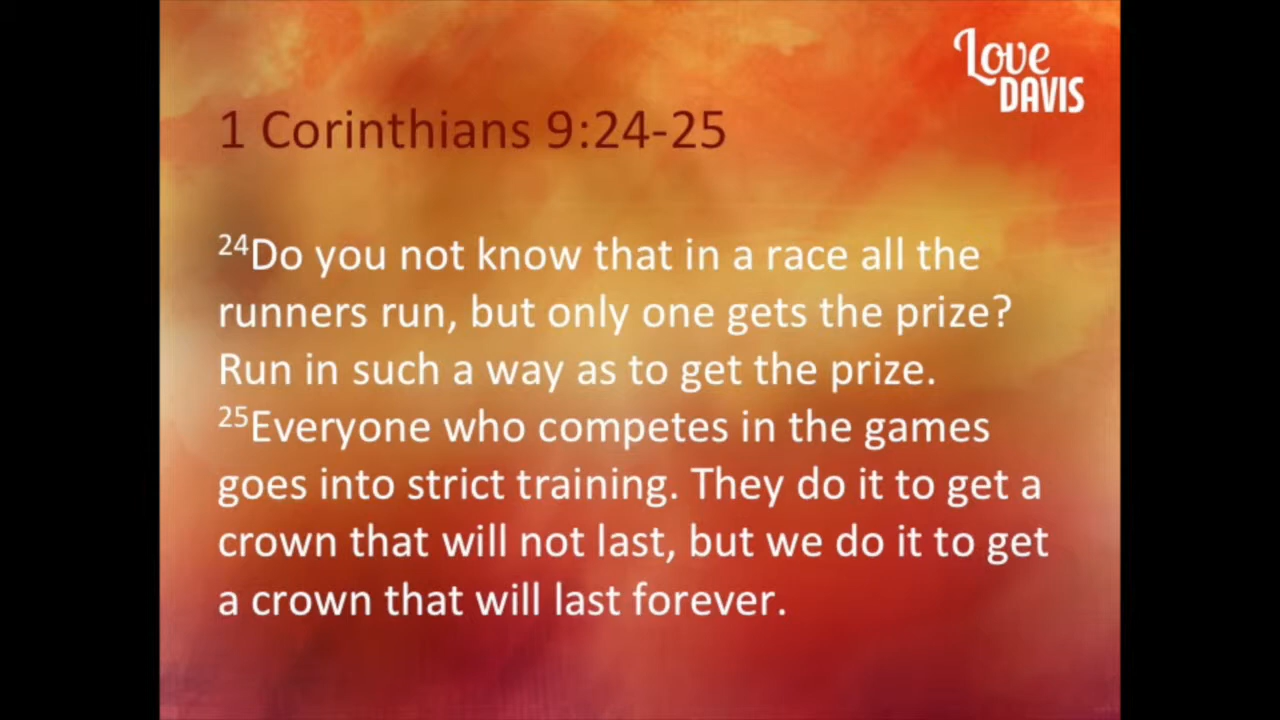 Love
DAVIS
1 Corinthians 9:24-25
24Do you not know that in a race all the
runners run, but only one gets the prize?
Run in such a way as to get the prize.
25Everyone who competes in the games
goes into strict training. They do it to get a
crown that will not last, but we do it to get
a crown that will last forever.